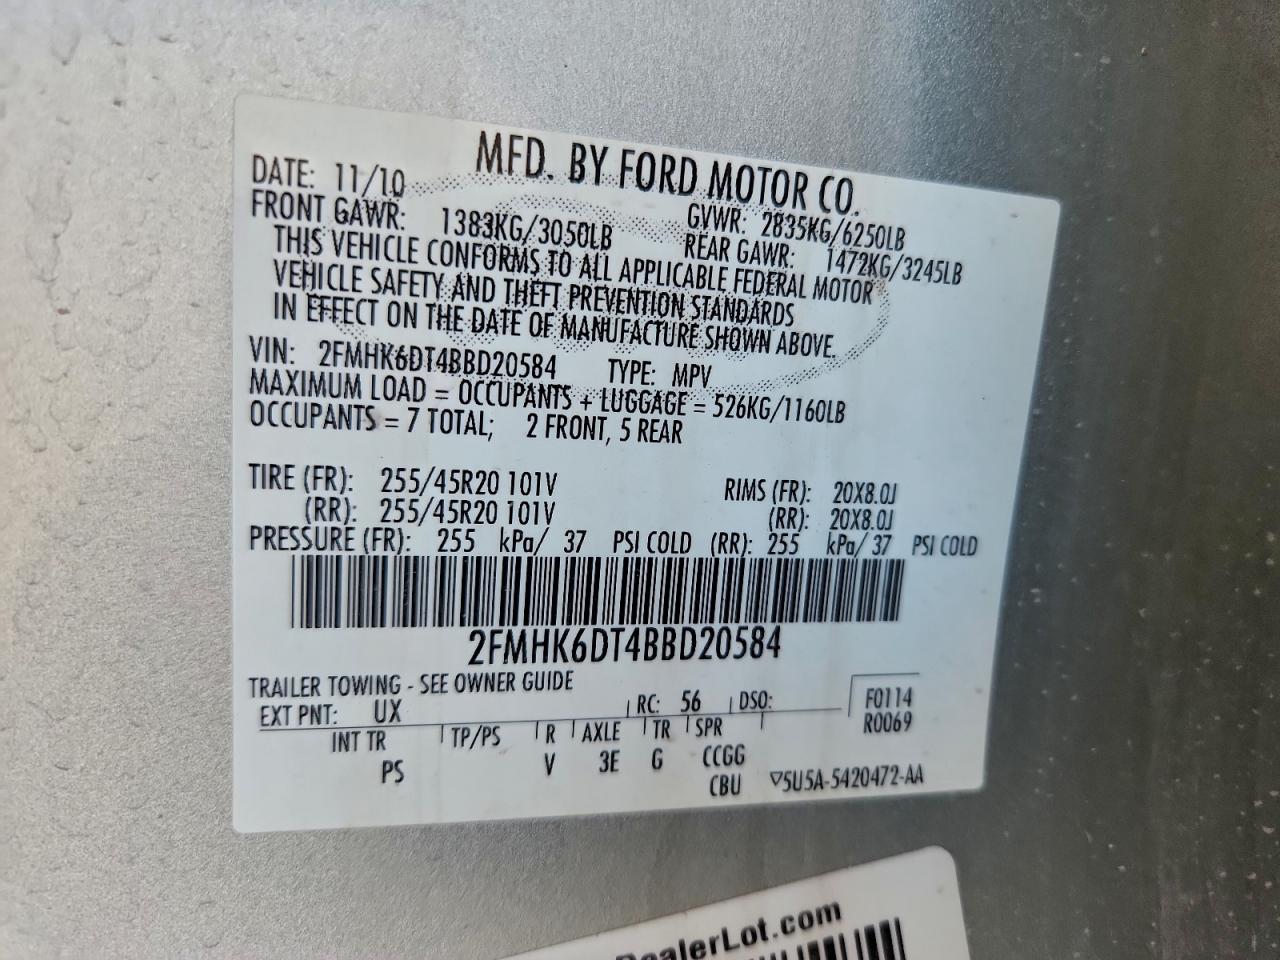 MFD. BY FORD MOTOR CO.
DATE: 11/10 GVWR: 2835KG/6250LB
FRONT GAWR: 1383KG/3050LB REAR GAWR: 1472KG/3245LB
THIS VEHICLE CONFORMS TO ALL APPLICABLE FEDERAL MOTOR
VEHICLE SAFETY AND THEFT PREVENTION STANDARDS
IN EFFECT ON THE DATE OF MANUFACTURE SHOWN ABOVE.
VIN: 2FMHK6DT4BBD20584 TYPE: MPV
MAXIMUM LOAD = OCCUPANTS + LUGGAGE = 526KG/1160LB
OCCUPANTS = 7 TOTAL; 2 FRONT, 5 REAR
TIRE (FR): 255/45R20 101V RIMS (FR): 20X8.0J
(RR): 255/45R20 101V (RR): 20X8.0J
PRESSURE (FR): 255 kPa/ 37 PSI COLD (RR): 255 kPa/ 37 PSI COLD
2FMHK6DT4BBD20584
TRAILER TOWING - SEE OWNER GUIDE
EXT PNT: UX RC: 56 DSO: F0114
R0069
INT TR TP/PS R AXLE TR SPR
PS V 3E G CCGG
CBU ▽5U5A-5420472-AA
DealerLot.com